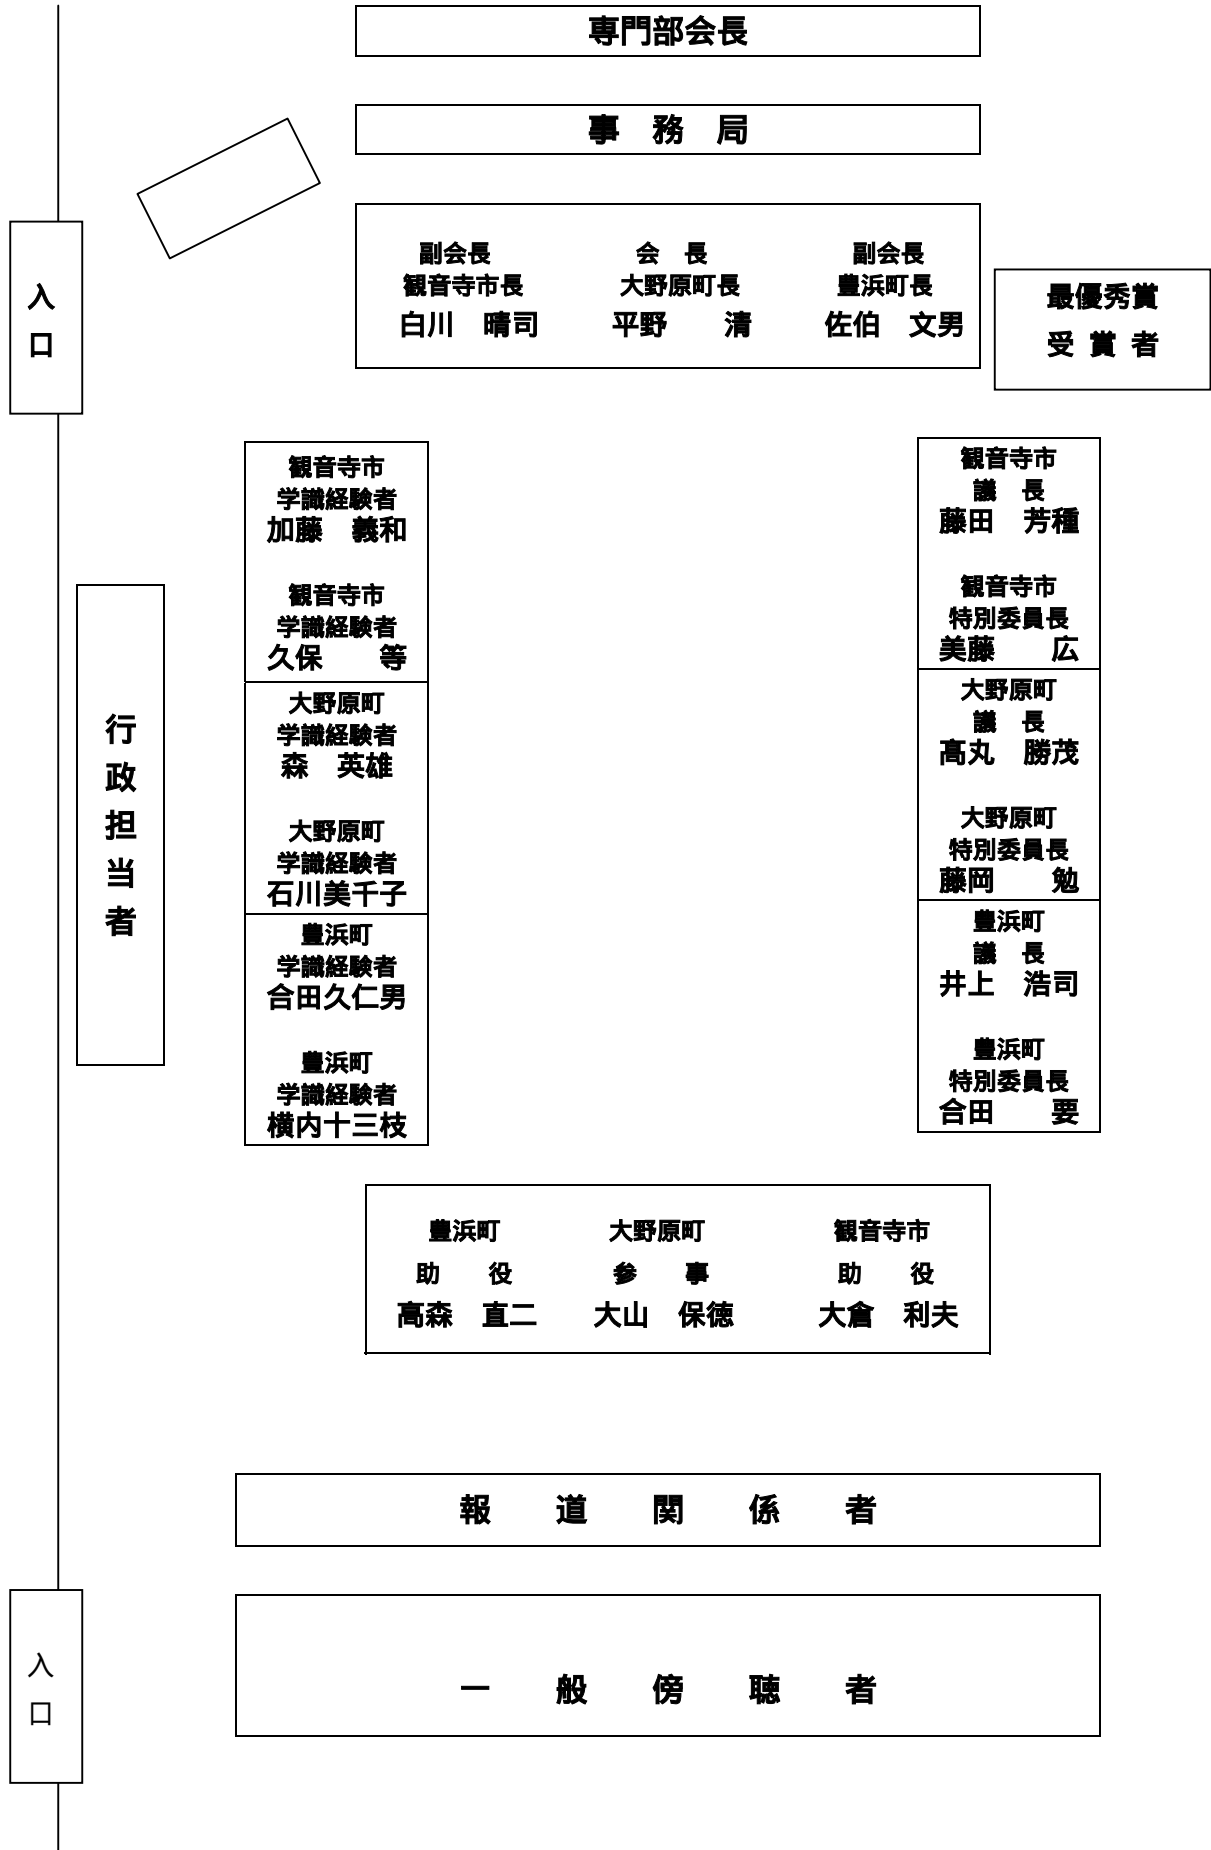 専門部会長
事　務　局
副会長
観音寺市長
白川　晴司
会　長
大野原町長
平野　　清
副会長
豊浜町長
佐伯　文男
最優秀賞
受 賞 者
入
口
観音寺市
学識経験者
加藤　義和
観音寺市
学識経験者
久保　　等
大野原町
学識経験者
森　英雄
大野原町
学識経験者
石川美千子
豊浜町
学識経験者
合田久仁男
豊浜町
学識経験者
横内十三枝
観音寺市
議　長
藤田　芳種
観音寺市
特別委員長
美藤　　広
大野原町
議　長
髙丸　勝茂
大野原町
特別委員長
藤岡　　勉
豊浜町
議　長
井上　浩司
豊浜町
特別委員長
合田　　要
行
政
担
当
者
豊浜町
助　　役
高森　直二
大野原町
参　　事
大山　保徳
観音寺市
助　　役
大倉　利夫
報　　道　　関　　係　　者
入
口
一　　般　　傍　　聴　　者